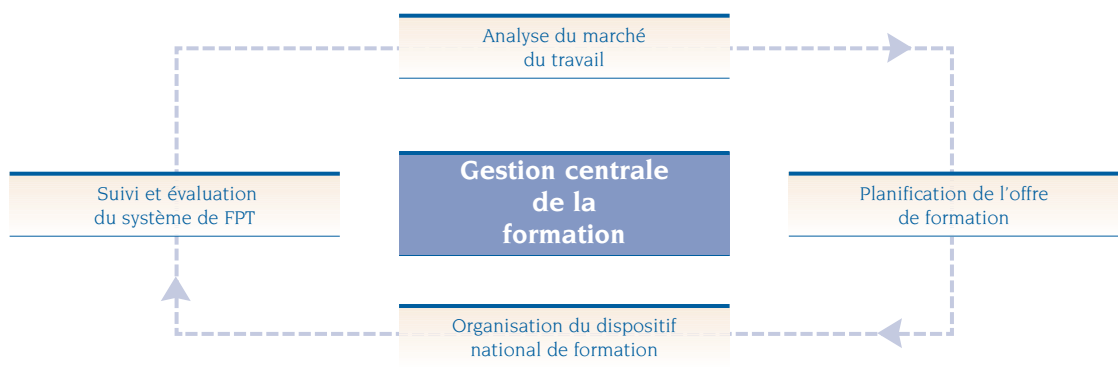 Analyse du marché
du travail
Gestion centrale
de la
formation
Suivi et évaluation
du système de FPT
Planification de l'offre
de formation
Organisation du dispositif
national de formation